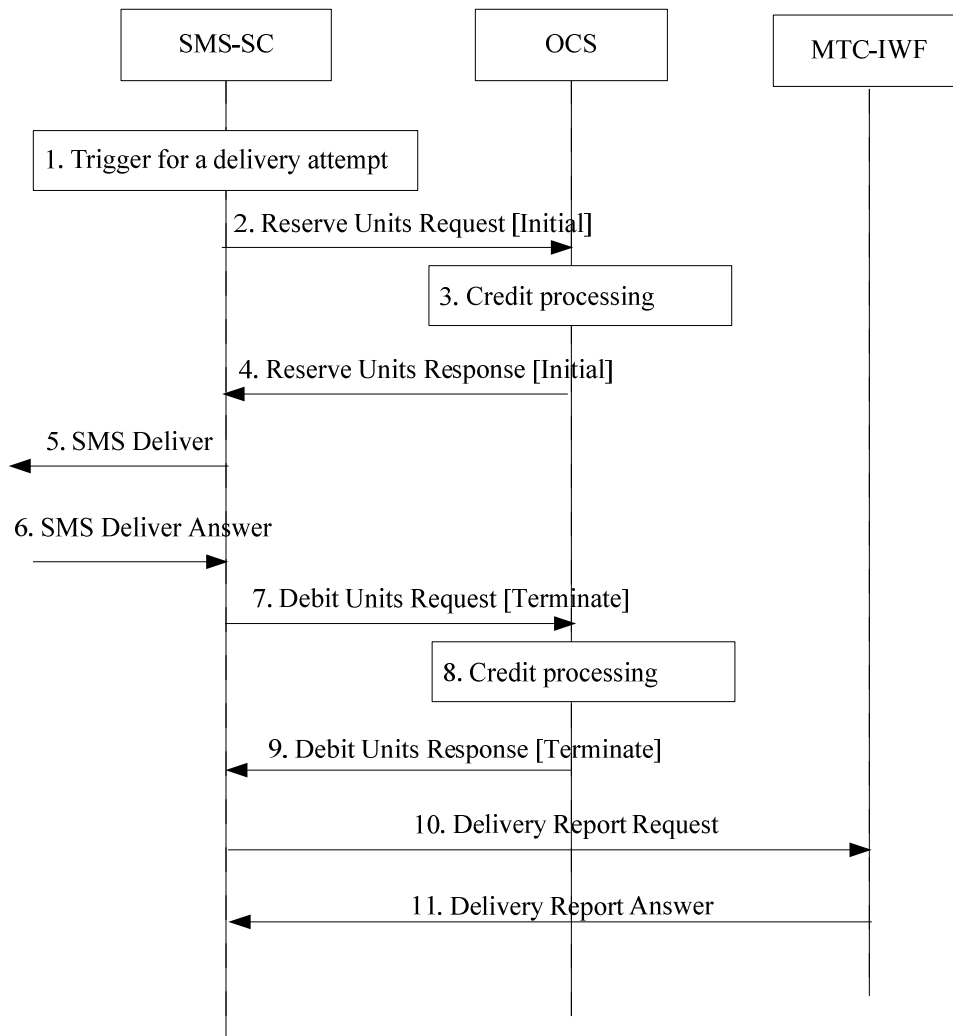 SMS-SC
OCS
MTC-IWF
1. Trigger for a delivery attempt
2. Reserve Units Request [Initial]
3. Credit processing
4. Reserve Units Response [Initial]
5. SMS Deliver
6. SMS Deliver Answer
7. Debit Units Request [Terminate]
8. Credit processing
9. Debit Units Response [Terminate]
10. Delivery Report Request
11. Delivery Report Answer